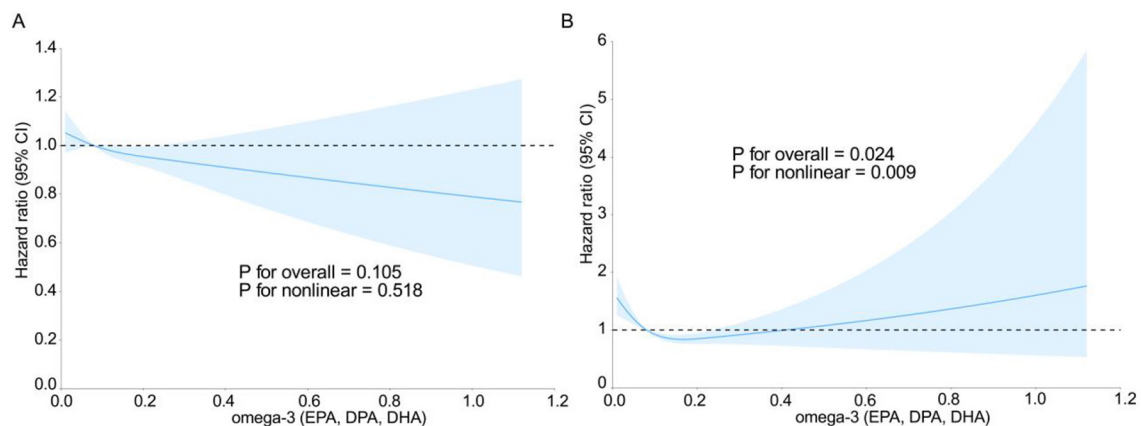 A
Hazard ratio (95% CI)
1.4
1.2
1.0
0.8
0.6
0.4
0.2
0.0
P for overall = 0.105
P for nonlinear = 0.518
0.0 0.2 0.4 0.6 0.8 1.0 1.2
omega-3 (EPA, DPA, DHA)
B
Hazard ratio (95% CI)
6
5
4
3
2
1
0
P for overall = 0.024
P for nonlinear = 0.009
0.0 0.2 0.4 0.6 0.8 1.0 1.2
omega-3 (EPA, DPA, DHA)